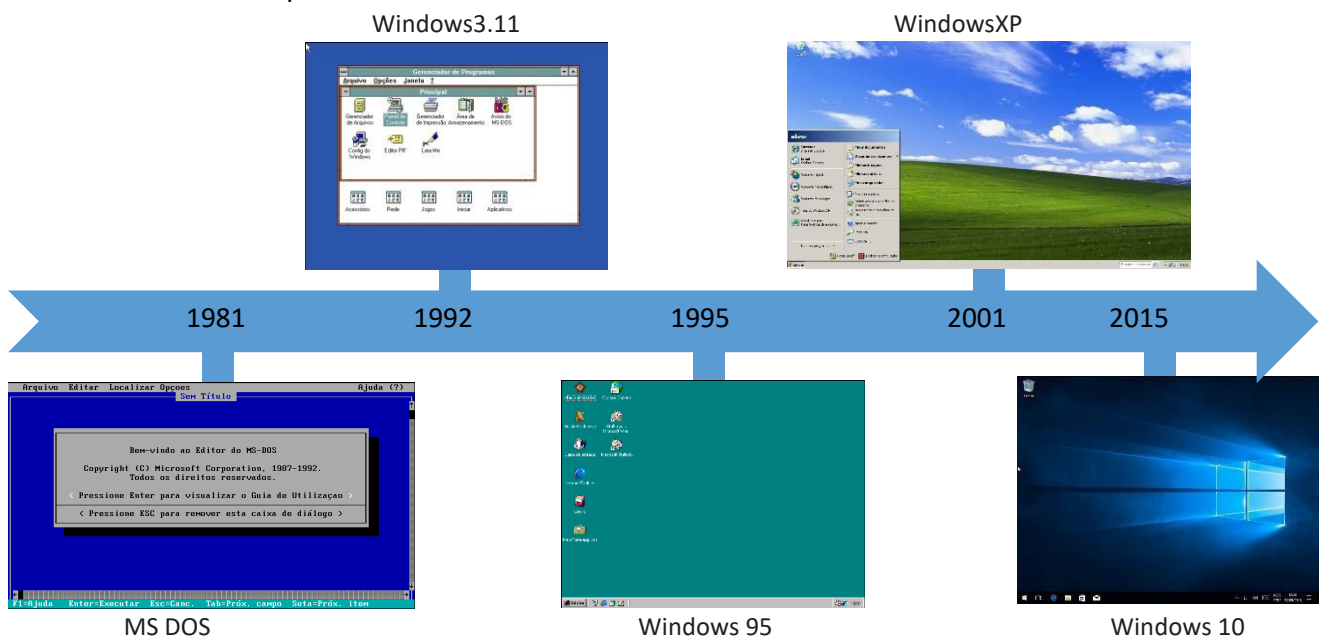 Windows3.11
WindowsXP
Gerenciador de Programas
Arquivo Opções Janela ?
Principal
Gerenciador de Arquivos
Painel de Controle
Gerenciador de Impressão
Área de Armazenamento
Aviso do MS-DOS
Config do Windows
Editor PIF
Leia-Me
Acessórios
Rede
Jogos
Iniciar
Aplicativos
1981
1992
1995
2001
2015
Arquivo Editar Localizar Opçoes Ajuda (?)
Sem Título
Bem-vindo ao Editor do MS-DOS
Copyright (C) Microsoft Corporation, 1987-1992.
Todos os direitos reservados.
< Pressione Enter para visualizar o Guia de Utilizaçao >
< Pressione ESC para remover esta caixa de diálogo >
F1=Ajuda Enter=Executar Esc=Canc. Tab=Próx. campo Seta=Próx. item
MS DOS
Windows 95
Windows 10